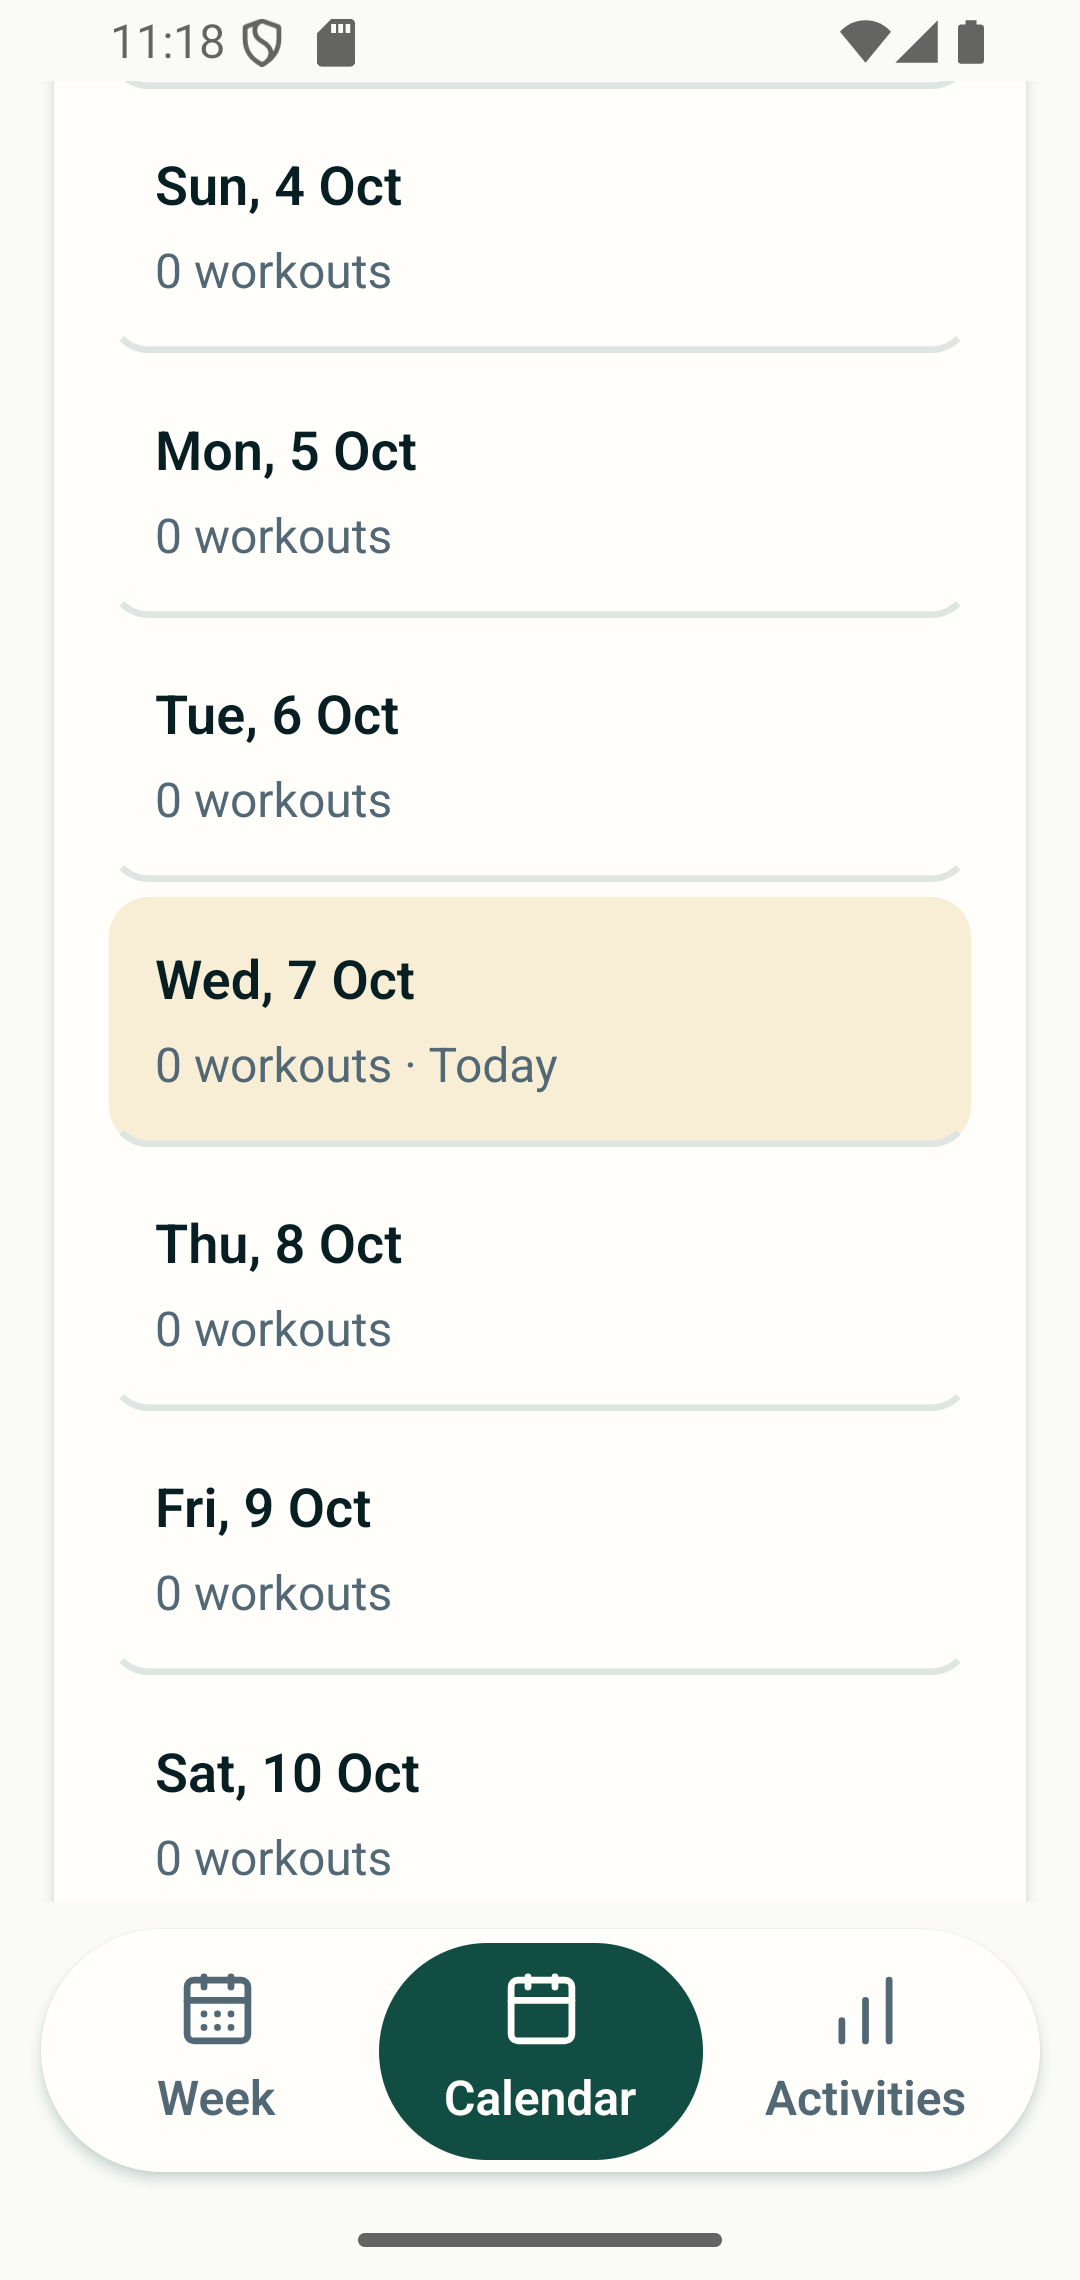 11:18
Sun, 4 Oct
0 workouts
Mon, 5 Oct
0 workouts
Tue, 6 Oct
0 workouts
Wed, 7 Oct
0 workouts · Today
Thu, 8 Oct
0 workouts
Fri, 9 Oct
0 workouts
Sat, 10 Oct
0 workouts
Week
Calendar
Activities